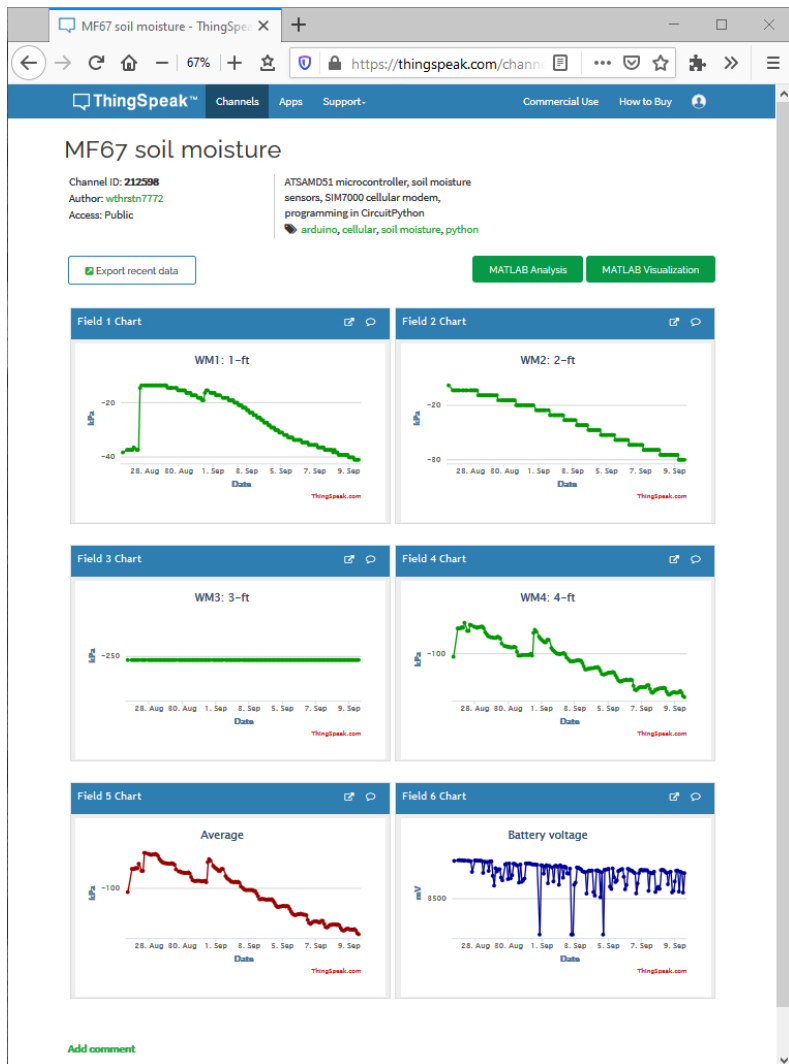 MF67 soil moisture - ThingSpe
67%
https://thingspeak.com/chann
ThingSpeak™ Channels Apps Support Commercial Use How to Buy
MF67 soil moisture
Channel ID: 212598
Author: wthrstn7772
Access: Public
ATSAMD51 microcontroller, soil moisture
sensors, SIM7000 cellular modem,
programming in CircuitPython
arduino, cellular, soil moisture, python
Export recent data
MATLAB Analysis MATLAB Visualization
Field 1 Chart
WM1: 1-ft
kPa
-20
-40
28. Aug 30. Aug 1. Sep 3. Sep 5. Sep 7. Sep 9. Sep
Date
ThingSpeak.com
Field 2 Chart
WM2: 2-ft
kPa
-20
-30
28. Aug 30. Aug 1. Sep 3. Sep 5. Sep 7. Sep 9. Sep
Date
ThingSpeak.com
Field 3 Chart
WM3: 3-ft
kPa
-250
28. Aug 30. Aug 1. Sep 3. Sep 5. Sep 7. Sep 9. Sep
Date
ThingSpeak.com
Field 4 Chart
WM4: 4-ft
kPa
-100
28. Aug 30. Aug 1. Sep 3. Sep 5. Sep 7. Sep 9. Sep
Date
ThingSpeak.com
Field 5 Chart
Average
kPa
-100
28. Aug 30. Aug 1. Sep 3. Sep 5. Sep 7. Sep 9. Sep
Date
ThingSpeak.com
Field 6 Chart
Battery voltage
mV
3500
28. Aug 30. Aug 1. Sep 3. Sep 5. Sep 7. Sep 9. Sep
Date
ThingSpeak.com
Add comment